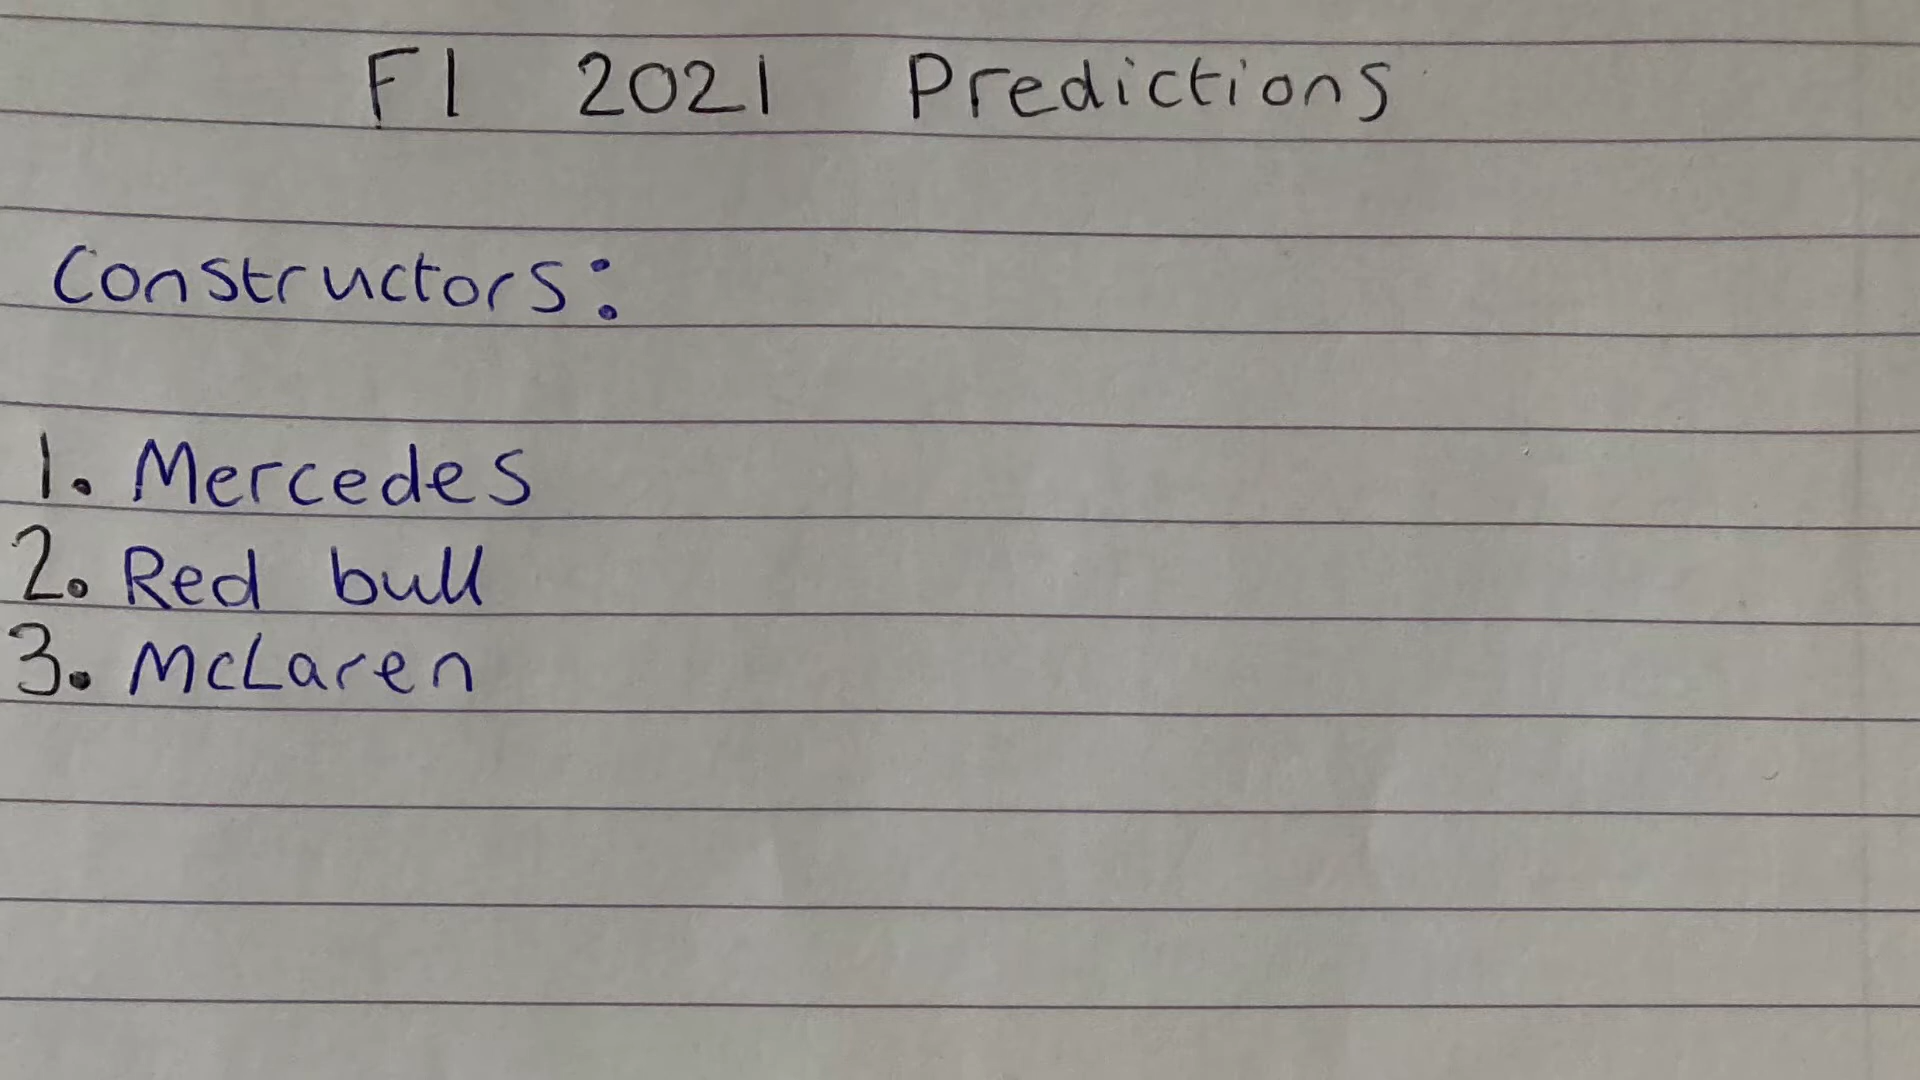 F1 2021 Predictions
Constructors:
1. Mercedes
2. Red bull
3. McLaren